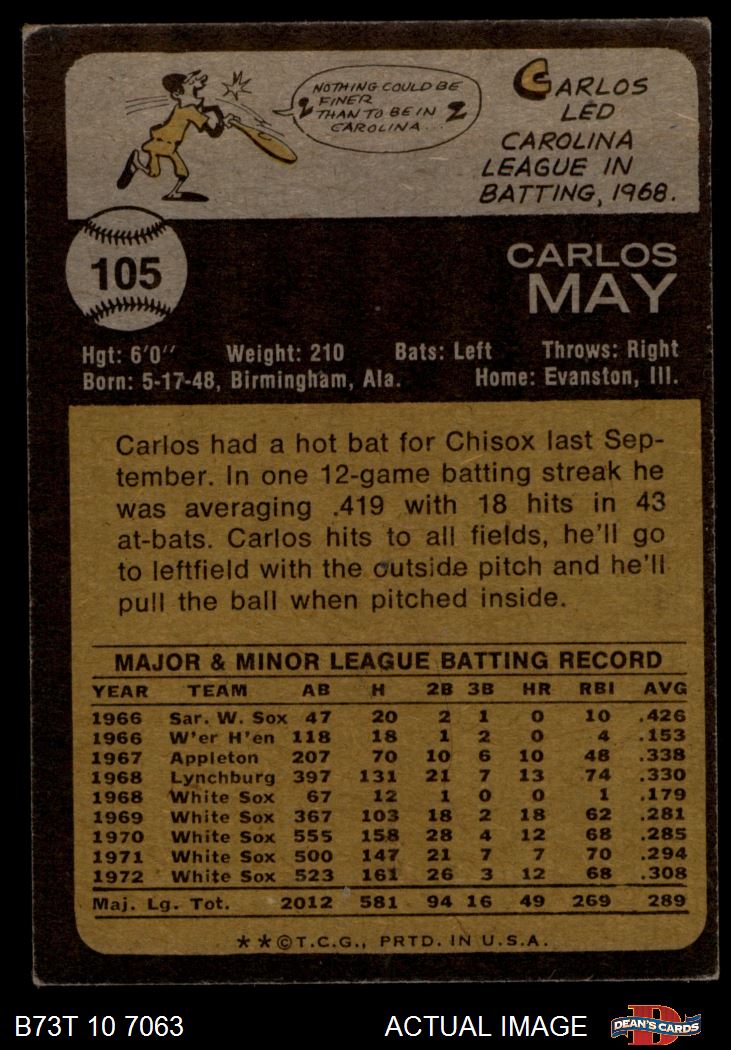 NOTHING COULD BE
FINER
THAN TO BE IN
CAROLINA...
CARLOS
LED
CAROLINA
LEAGUE IN
BATTING, 1968.
105
CARLOS
MAY
Hgt: 6'0" Weight: 210 Bats: Left Throws: Right
Born: 5-17-48, Birmingham, Ala. Home: Evanston, Ill.
Carlos had a hot bat for Chisox last Sep-
tember. In one 12-game batting streak he
was averaging .419 with 18 hits in 43
at-bats. Carlos hits to all fields, he'll go
to leftfield with the outside pitch and he'll
pull the ball when pitched inside.
MAJOR & MINOR LEAGUE BATTING RECORD
YEAR TEAM AB H 2B 3B HR RBI AVG
1966 Sar. W. Sox 47 20 2 1 0 10 .426
1966 W'er H'en 118 18 1 2 0 4 .153
1967 Appleton 207 70 10 6 10 48 .338
1968 Lynchburg 397 131 21 7 13 74 .330
1968 White Sox 67 12 1 0 0 1 .179
1969 White Sox 367 103 18 2 18 62 .281
1970 White Sox 555 158 28 4 12 68 .285
1971 White Sox 500 147 21 7 7 70 .294
1972 White Sox 523 161 26 3 12 68 .308
Maj. Lg. Tot. 2012 581 94 16 49 269 289
★★©T.C.G., PRTD. IN U.S.A.
B73T 10 7063 ACTUAL IMAGE D DEAN'S CARDS